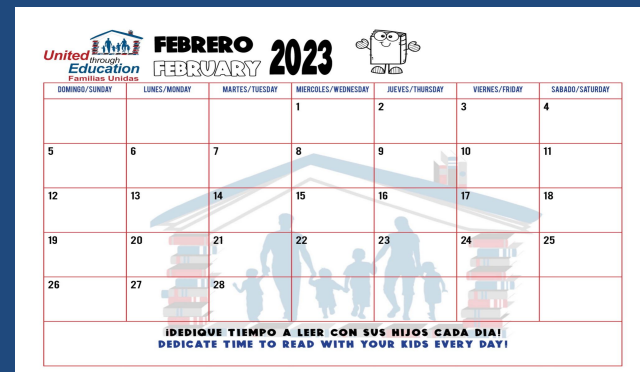 United
through
Education
Familias Unidas
FEBRERO
FEBRUARY
2023
DOMINGO/SUNDAY LUNES/MONDAY MARTES/TUESDAY MIERCOLES/WEDNESDAY JUEVES/THURSDAY VIERNES/FRIDAY SABADO/SATURDAY
1 2 3 4
5 6 7 8 9 10 11
12 13 14 15 16 17 18
19 20 21 22 23 24 25
26 27 28
¡DEDIQUE TIEMPO A LEER CON SUS HIJOS CADA DIA!
DEDICATE TIME TO READ WITH YOUR KIDS EVERY DAY!